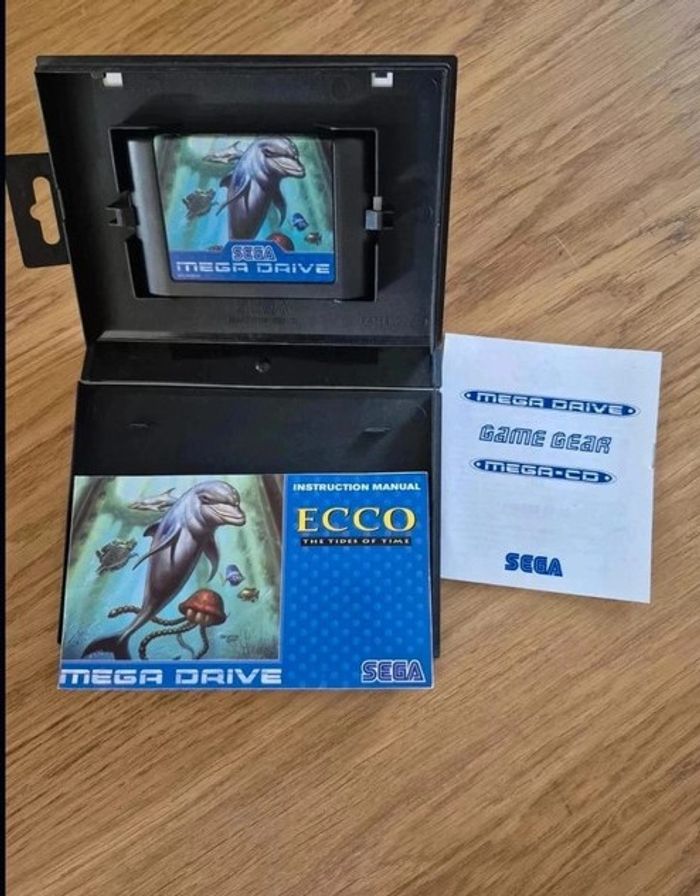 SEGA
MEGA DRIVE
MEGA DRIVE
GAME GEAR
MEGA-CD
SEGA
INSTRUCTION MANUAL
ECCO
THE TIDES OF TIME
MEGA DRIVE
SEGA